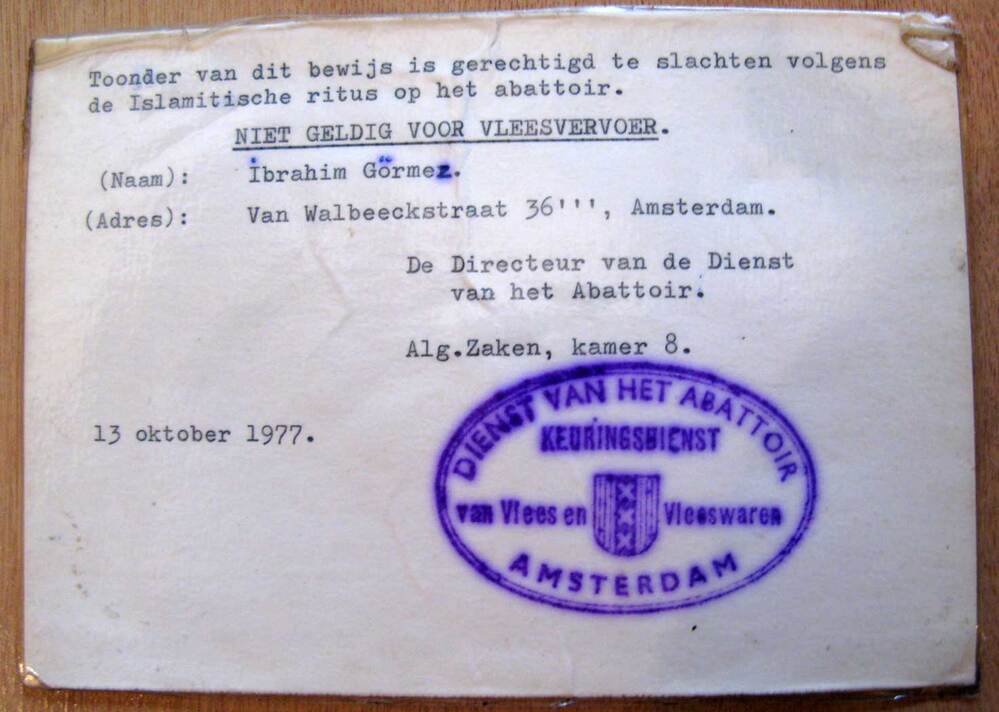 Toonder van dit bewijs is gerechtigd te slachten volgens
de Islamitische ritus op het abattoir.
NIET GELDIG VOOR VLEESVERVOER.
(Naam): İbrahim Görmez.
(Adres): Van Walbeeckstraat 36''', Amsterdam.
De Directeur van de Dienst
van het Abattoir.
Alg.Zaken, kamer 8.
13 oktober 1977.
DIENST VAN HET ABATTOIR
KEURINGSDIENST
van Vlees en Vleeswaren
AMSTERDAM